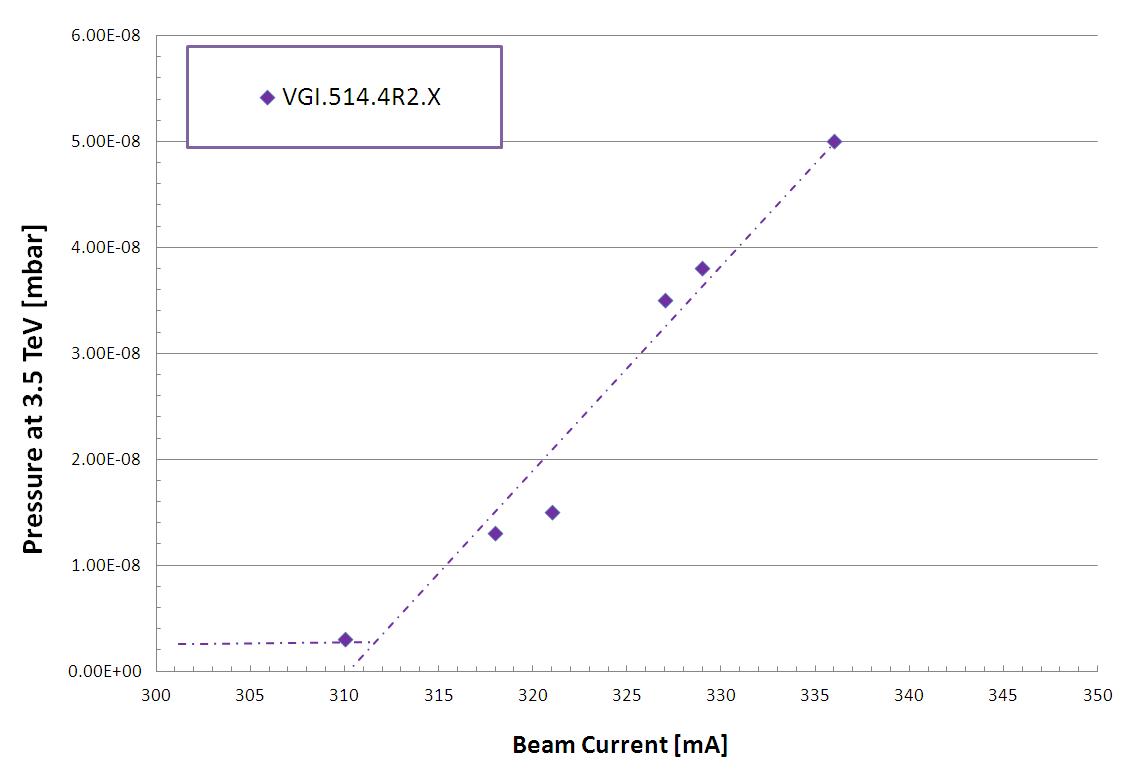 6.00E-08
VGI.514.4R2.X
5.00E-08
4.00E-08
Pressure at 3.5 TeV [mbar]
3.00E-08
2.00E-08
1.00E-08
0.00E+00
300 305 310 315 320 325 330 335 340 345 350
Beam Current [mA]